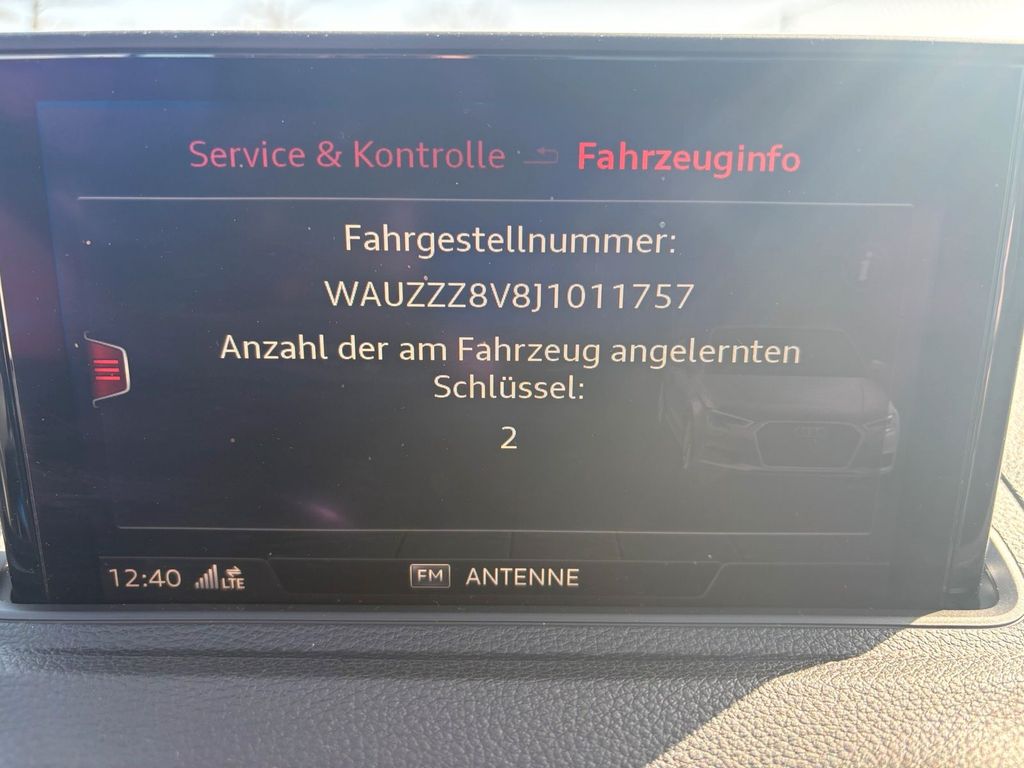 Service & Kontrolle Fahrzeuginfo
Fahrgestellnummer:
WAUZZZ8V8J1011757
Anzahl der am Fahrzeug angelernten
Schlüssel:
2
12:40 LTE FM ANTENNE